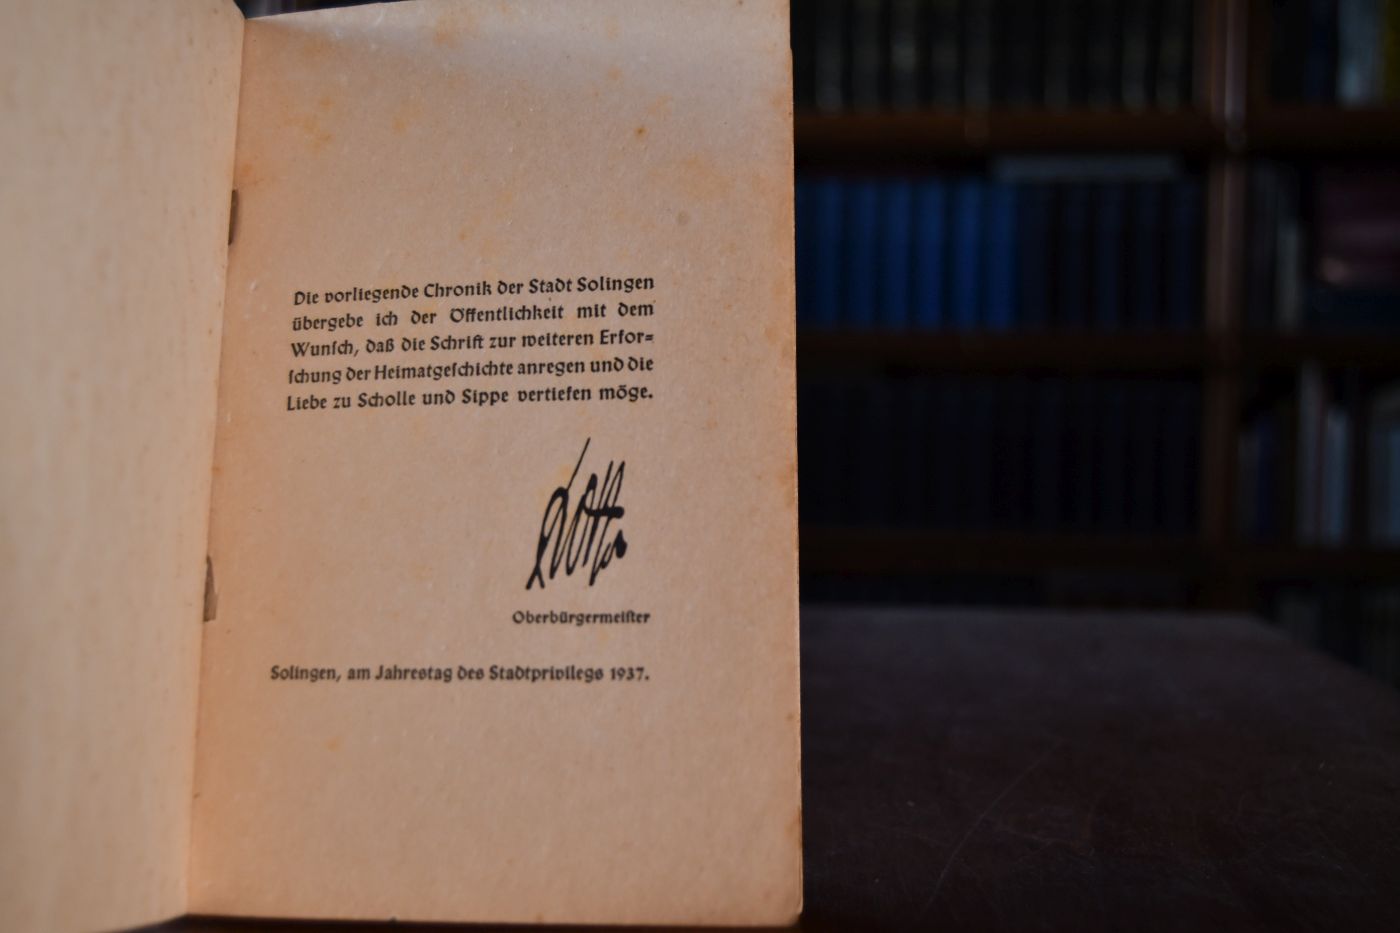 Die vorliegende Chronik der Stadt Solingen
übergebe ich der Öffentlichkeit mit dem
Wunſch, daß die Schrift zur weiteren Erfor=
ſchung der Heimatgeſchichte anregen und die
Liebe zu Scholle und Sippe vertiefen möge.
Oberbürgermeiſter
Solingen, am Jahrestag des Stadtprivilegs 1937.